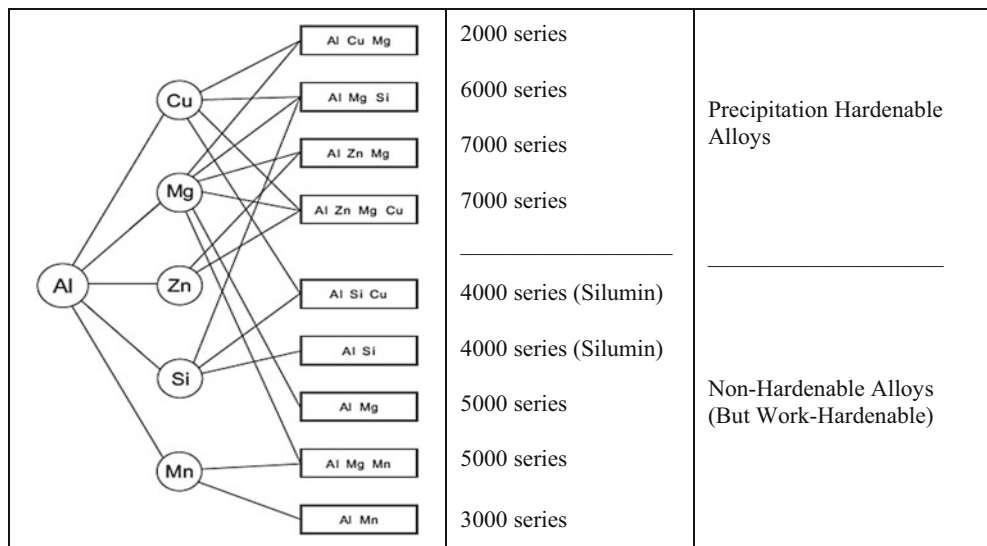 Al Cu Mg
2000 series
Cu
Al Mg Si
6000 series
Precipitation Hardenable
Alloys
Al Zn Mg
7000 series
Mg
Al Zn Mg Cu
7000 series
Al
Zn
Al Si Cu
4000 series (Silumin)
Al Si
4000 series (Silumin)
Si
Non-Hardenable Alloys
(But Work-Hardenable)
Al Mg
5000 series
Mn
Al Mg Mn
5000 series
Al Mn
3000 series